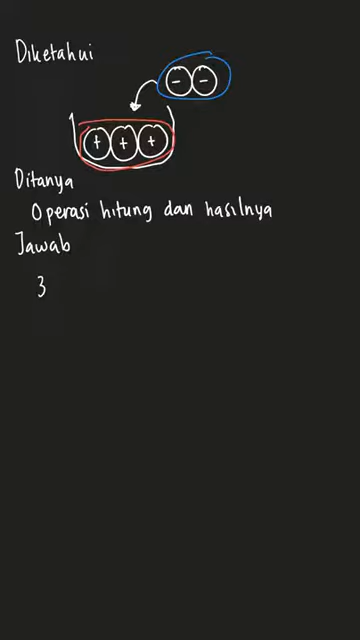 Diketahui
- -
+ + +
Ditanya
Operasi hitung dan hasilnya
Jawab
3